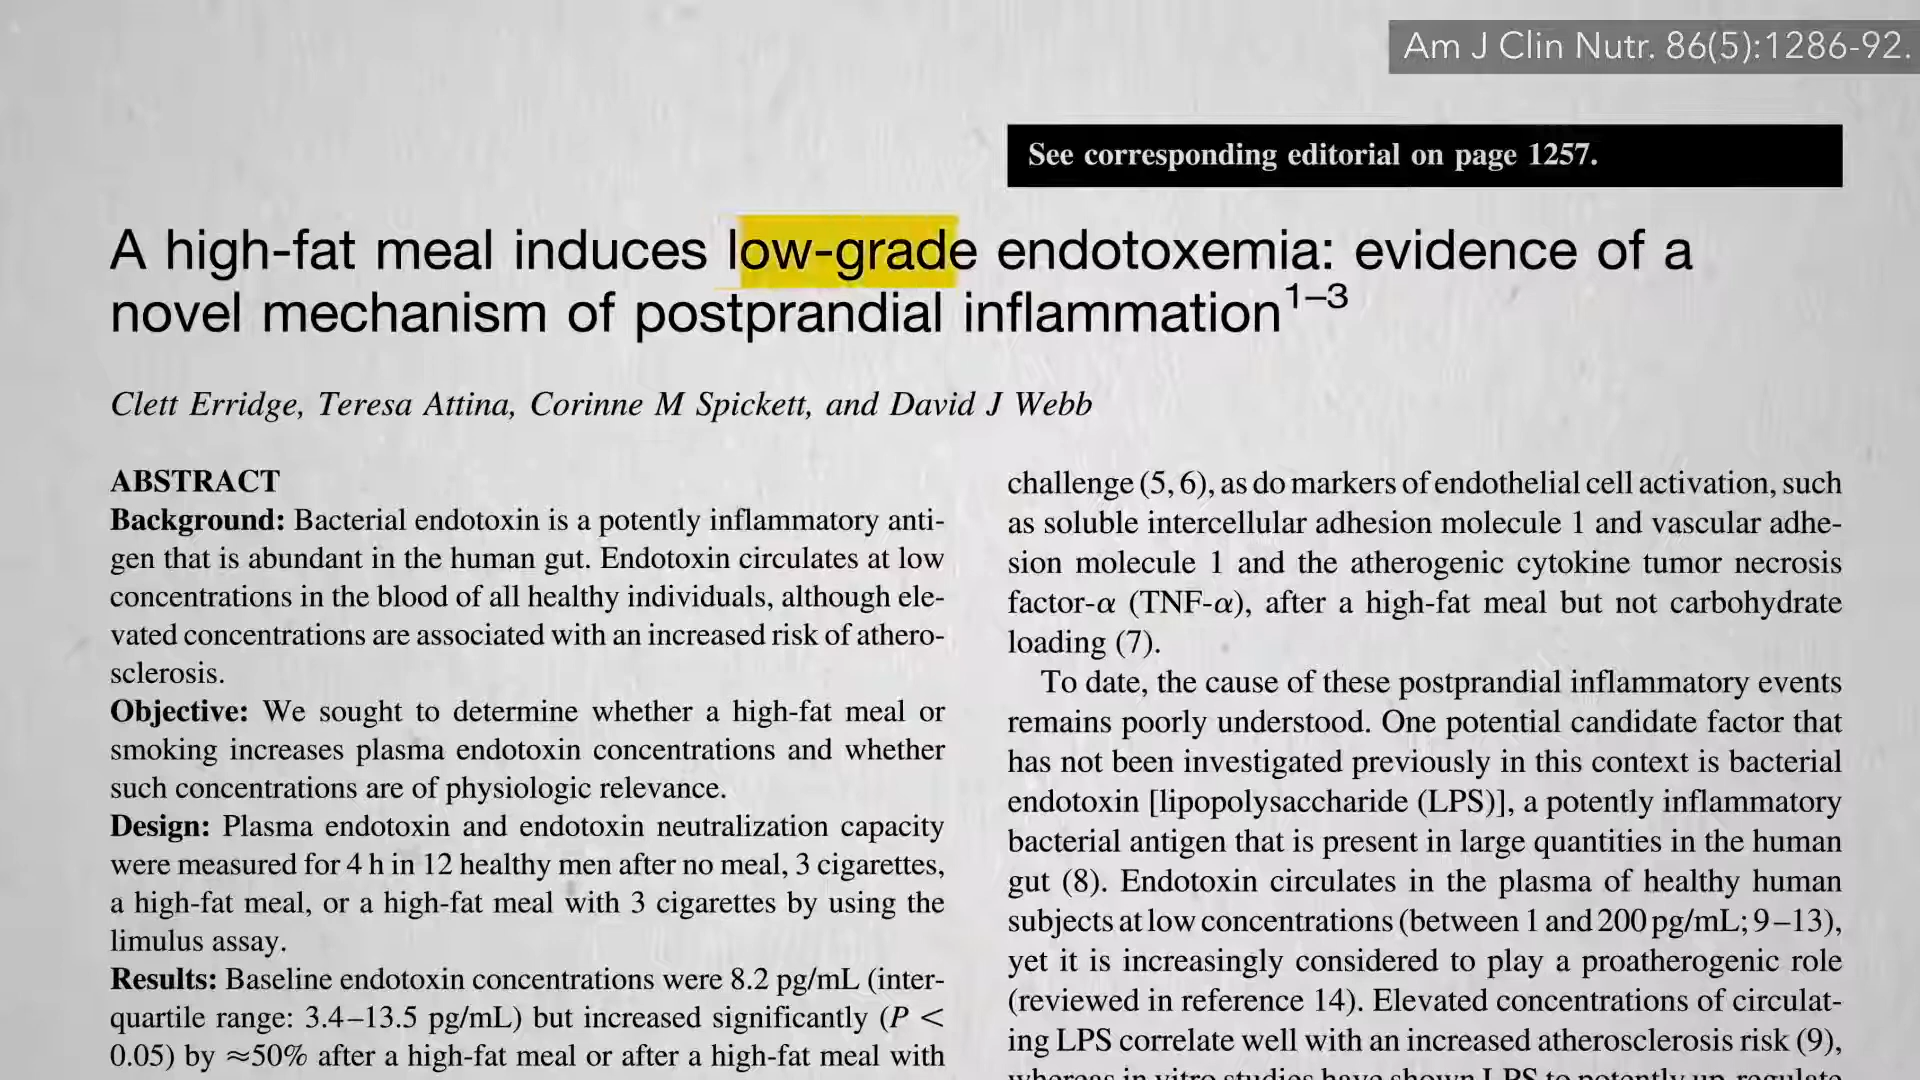 Am J Clin Nutr. 86(5):1286-92.
See corresponding editorial on page 1257.
A high-fat meal induces low-grade endotoxemia: evidence of a
novel mechanism of postprandial inflammation1–3
Clett Erridge, Teresa Attina, Corinne M Spickett, and David J Webb
ABSTRACT
Background: Bacterial endotoxin is a potently inflammatory anti-
gen that is abundant in the human gut. Endotoxin circulates at low
concentrations in the blood of all healthy individuals, although ele-
vated concentrations are associated with an increased risk of athero-
sclerosis.
Objective: We sought to determine whether a high-fat meal or
smoking increases plasma endotoxin concentrations and whether
such concentrations are of physiologic relevance.
Design: Plasma endotoxin and endotoxin neutralization capacity
were measured for 4 h in 12 healthy men after no meal, 3 cigarettes,
a high-fat meal, or a high-fat meal with 3 cigarettes by using the
limulus assay.
Results: Baseline endotoxin concentrations were 8.2 pg/mL (inter-
quartile range: 3.4–13.5 pg/mL) but increased significantly (P <
0.05) by ≈50% after a high-fat meal or after a high-fat meal with
challenge (5, 6), as do markers of endothelial cell activation, such
as soluble intercellular adhesion molecule 1 and vascular adhe-
sion molecule 1 and the atherogenic cytokine tumor necrosis
factor-α (TNF-α), after a high-fat meal but not carbohydrate
loading (7).
To date, the cause of these postprandial inflammatory events
remains poorly understood. One potential candidate factor that
has not been investigated previously in this context is bacterial
endotoxin [lipopolysaccharide (LPS)], a potently inflammatory
bacterial antigen that is present in large quantities in the human
gut (8). Endotoxin circulates in the plasma of healthy human
subjects at low concentrations (between 1 and 200 pg/mL; 9–13),
yet it is increasingly considered to play a proatherogenic role
(reviewed in reference 14). Elevated concentrations of circulat-
ing LPS correlate well with an increased atherosclerosis risk (9),
whereas in vitro studies have shown LPS to potently up-regulate